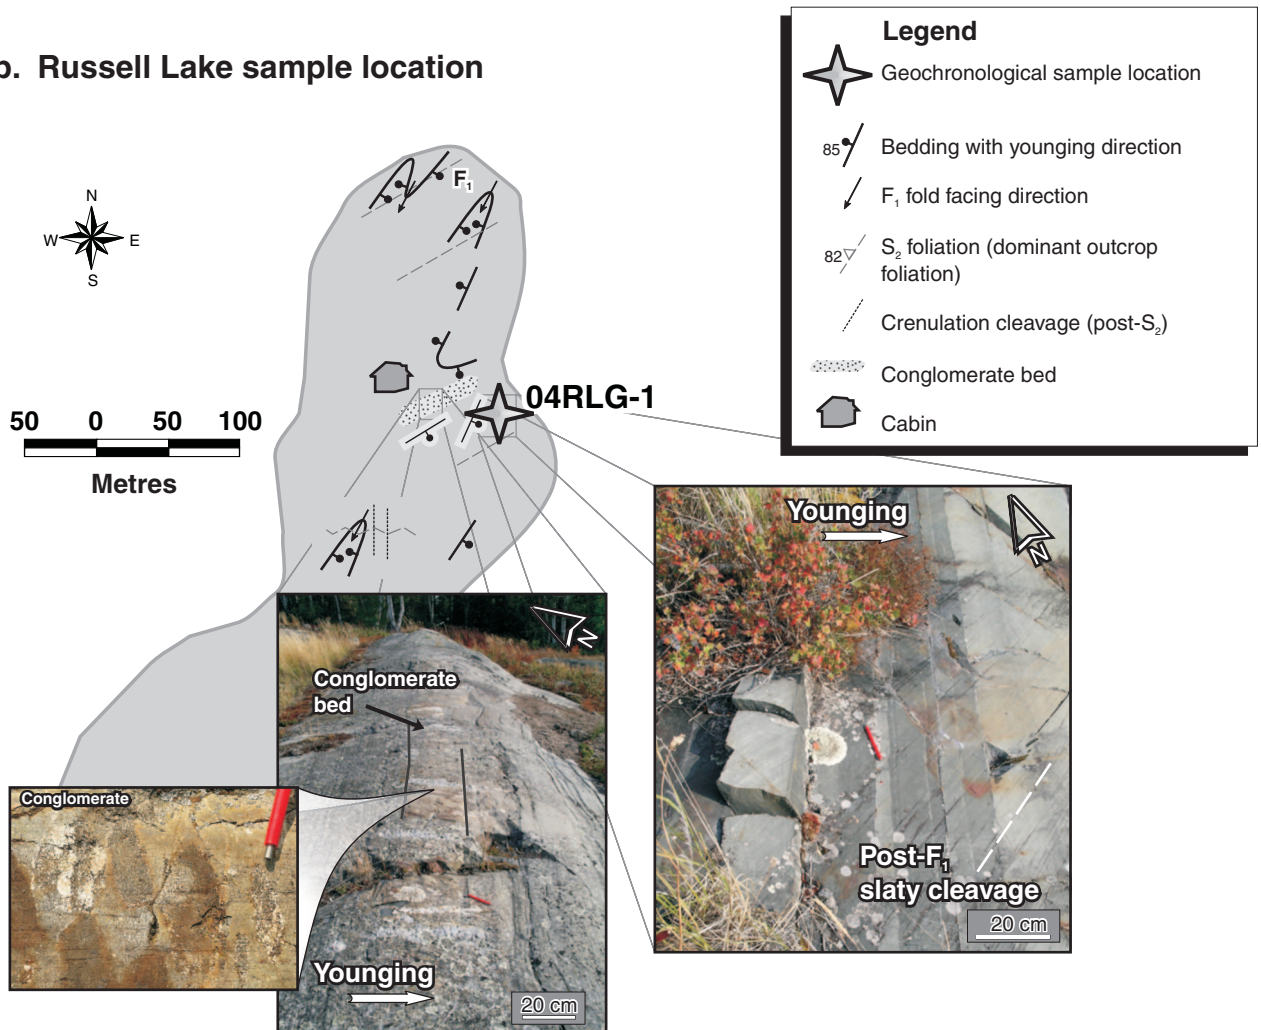 b. Russell Lake sample location
Legend
Geochronological sample location
85
Bedding with younging direction
F₁ fold facing direction
82
S₂ foliation (dominant outcrop
foliation)
Crenulation cleavage (post-S₂)
Conglomerate bed
Cabin
F₁
N
W E
S
04RLG-1
50 0 50 100
Metres
Younging
N
Post-F₁
slaty cleavage
20 cm
N
Conglomerate
bed
Younging
20 cm
Conglomerate